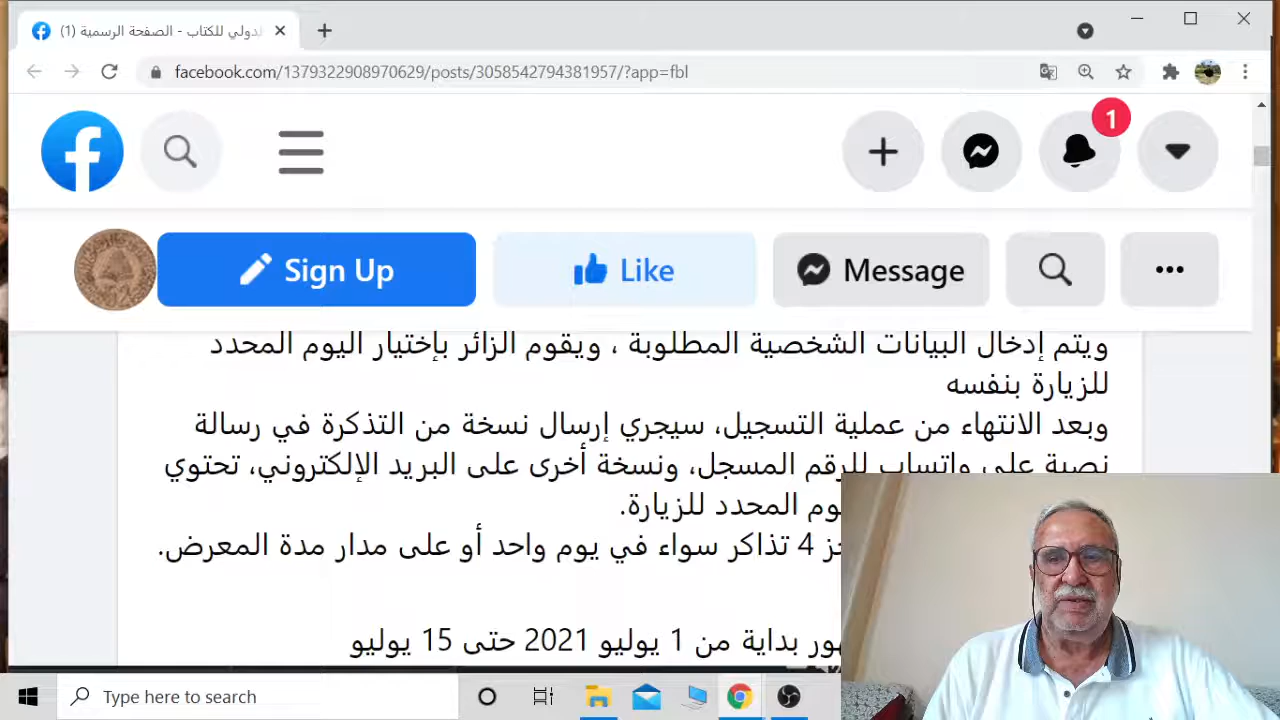 الدولي للكتاب - الصفحة الرسمية (1)
facebook.com/1379322908970629/posts/3058542794381957/?app=fbl
1
Sign Up
Like
Message
ويتم إدخال البيانات الشخصية المطلوبة ، ويقوم الزائر بإختيار اليوم المحدد
للزيارة بنفسه
وبعد الانتهاء من عملية التسجيل، سيجري إرسال نسخة من التذكرة في رسالة
نصية على واتساب للرقم المسجل، ونسخة أخرى على البريد الإلكتروني، تحتوي
المحدد للزيارة.
4 تذاكر سواء في يوم واحد أو على مدار مدة المعرض.
بداية من 1 يوليو 2021 حتى 15 يوليو
Type here to search